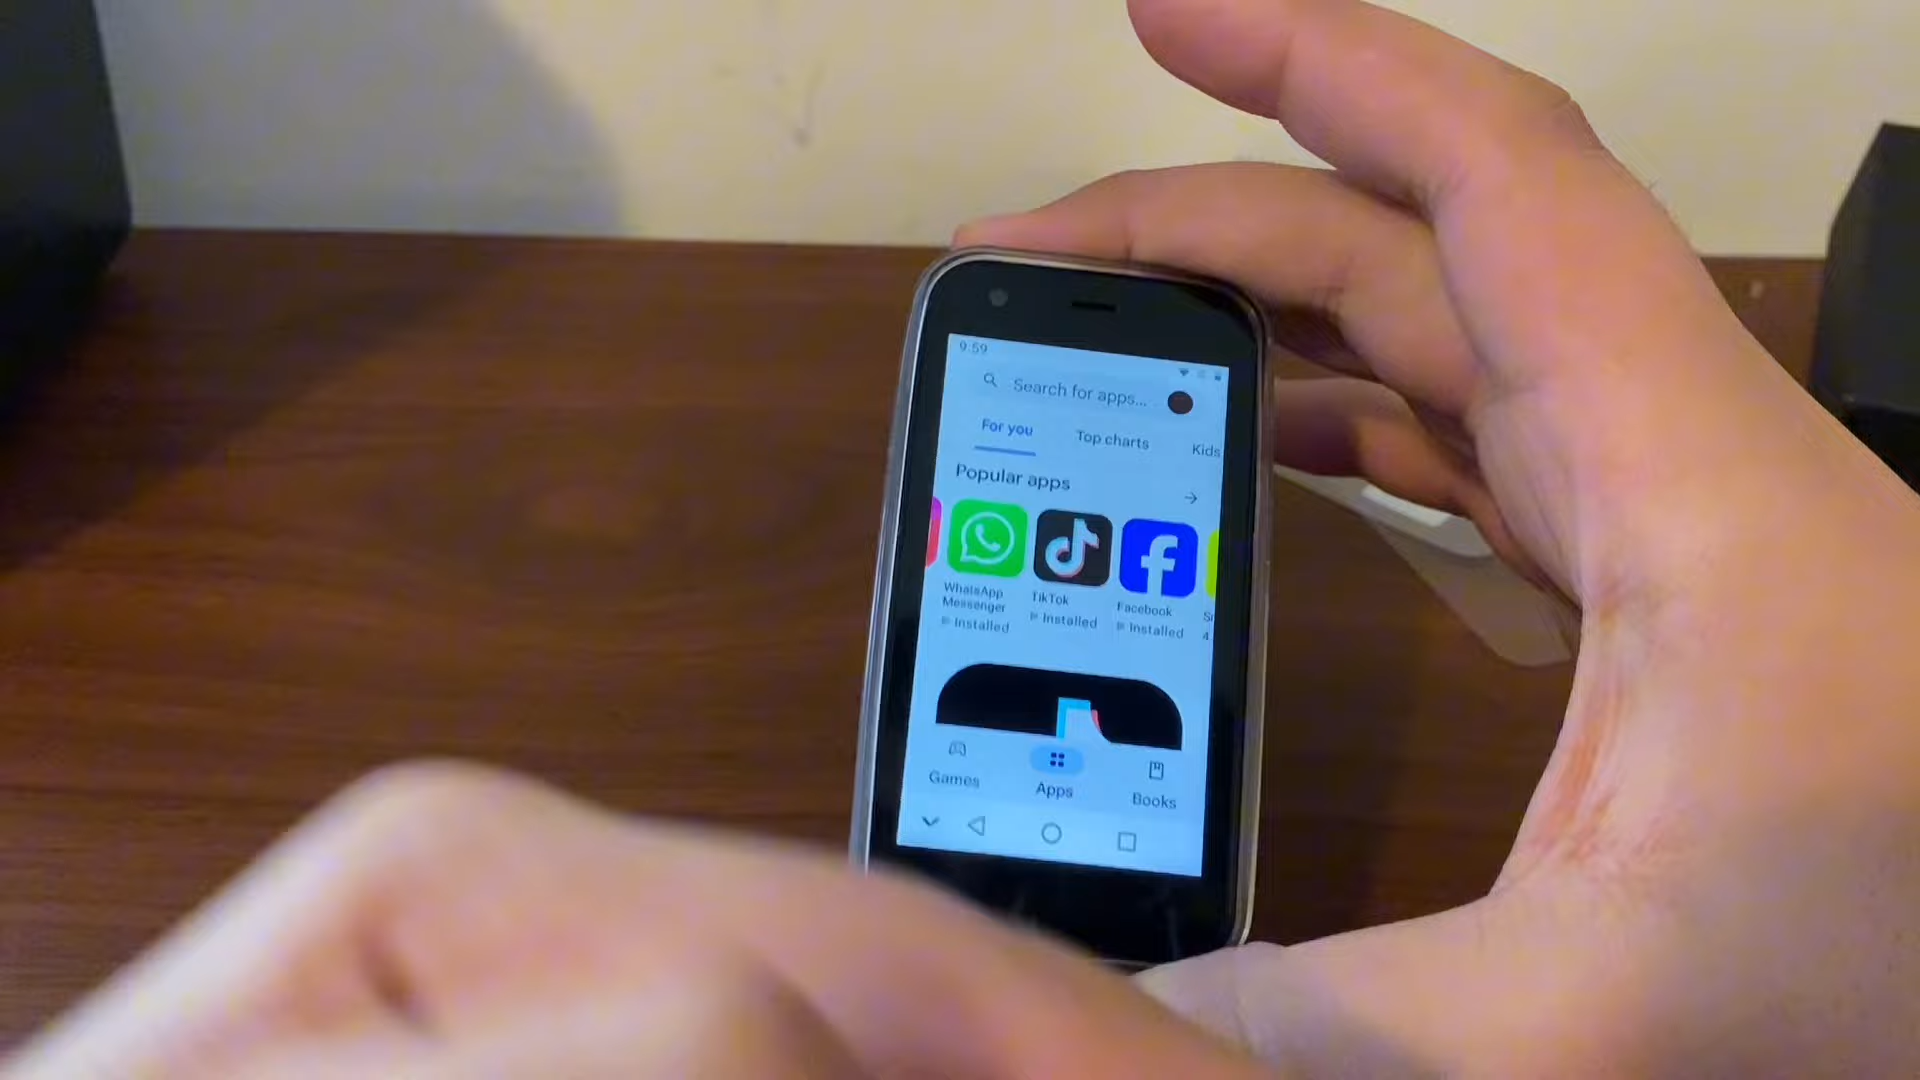 9:59
Search for apps...
For you Top charts Kids
Popular apps
WhatsApp
Messenger
Installed
TikTok
Installed
Facebook
Installed
4
Games Apps Books